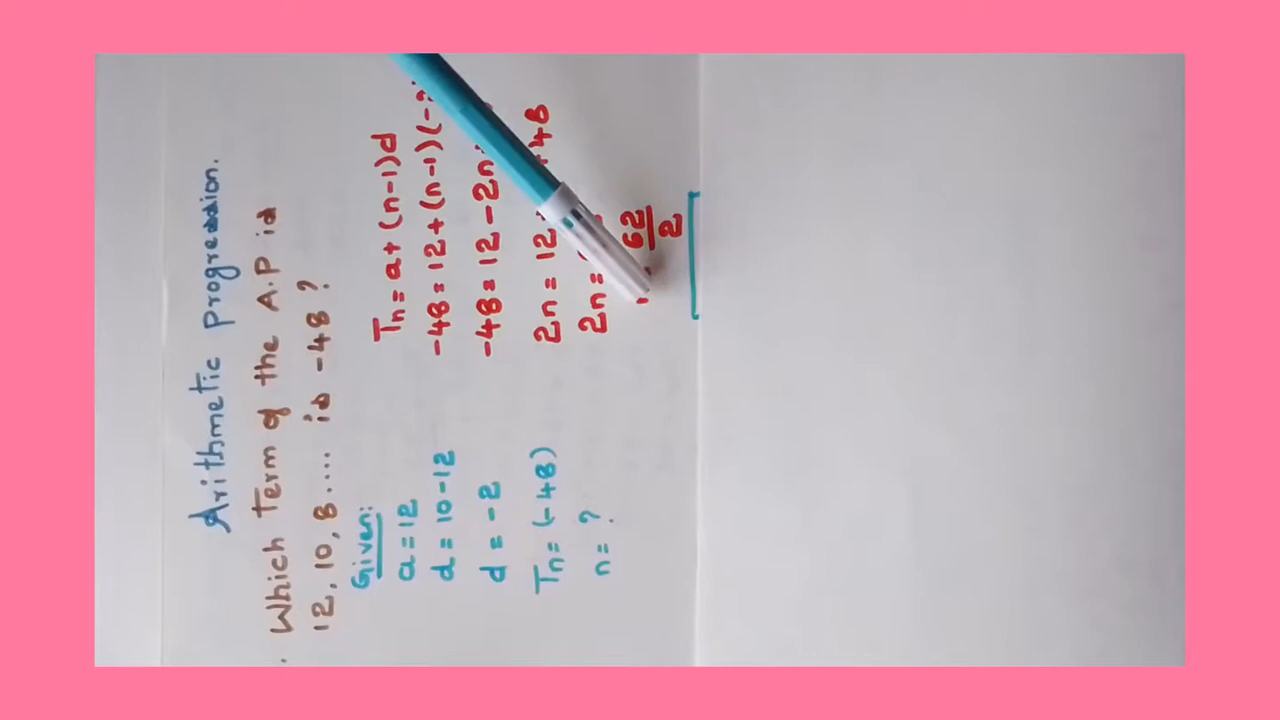 Arithmetic progression.
. Which Term of the A.P is
12, 10, 8.... is -48 ?
Given:
a = 12
d = 10-12
d = -2
Tn = (-48)
n = ?
Tn = a + (n-1)d
-48 = 12 + (n-1)(-
-48 = 12 - 2n
2n = 12 +48
2n =
62
2